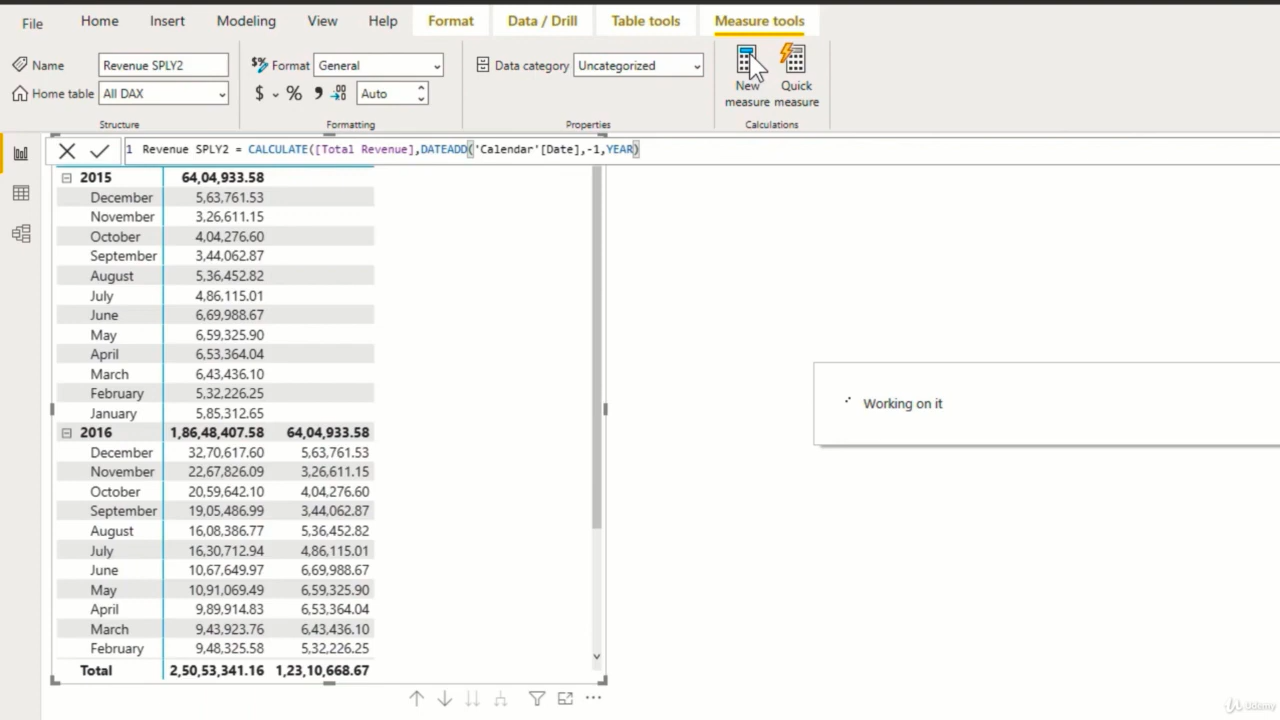 File Home Insert Modeling View Help Format Data / Drill Table tools Measure tools
Name Revenue SPLY2 Format General Data category Uncategorized New measure Quick measure
Home table All DAX $ % 9 .00 Auto
Structure Formatting Properties Calculations
1 Revenue SPLY2 = CALCULATE([Total Revenue],DATEADD('Calendar'[Date],-1,YEAR)
2015 64,04,933.58
December 5,63,761.53
November 3,26,611.15
October 4,04,276.60
September 3,44,062.87
August 5,36,452.82
July 4,86,115.01
June 6,69,988.67
May 6,59,325.90
April 6,53,364.04
March 6,43,436.10
February 5,32,226.25
January 5,85,312.65
2016 1,86,48,407.58 64,04,933.58
December 32,70,617.60 5,63,761.53
November 22,67,826.09 3,26,611.15
October 20,59,642.10 4,04,276.60
September 19,05,486.99 3,44,062.87
August 16,08,386.77 5,36,452.82
July 16,30,712.94 4,86,115.01
June 10,67,649.97 6,69,988.67
May 10,91,069.49 6,59,325.90
April 9,89,914.83 6,53,364.04
March 9,43,923.76 6,43,436.10
February 9,48,325.58 5,32,226.25
Total 2,50,53,341.16 1,23,10,668.67
Working on it
Udemy